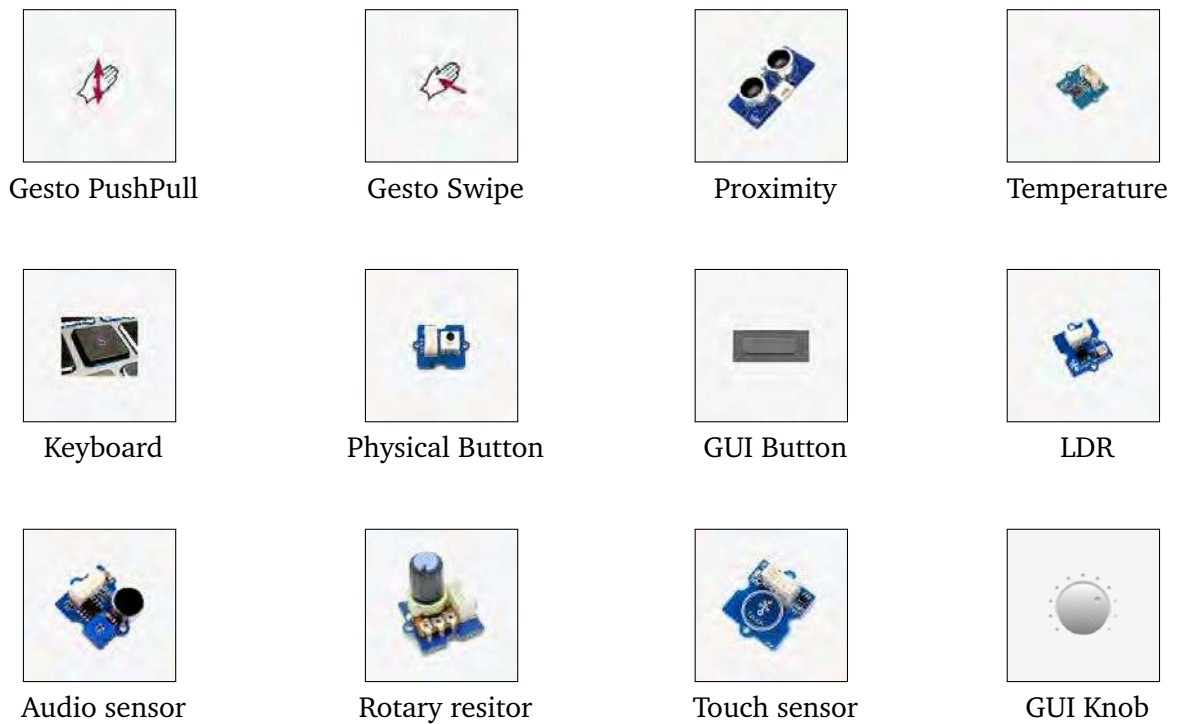 Gesto PushPull
Gesto Swipe
Proximity
Temperature
Keyboard
Physical Button
GUI Button
LDR
Audio sensor
Rotary resitor
Touch sensor
GUI Knob